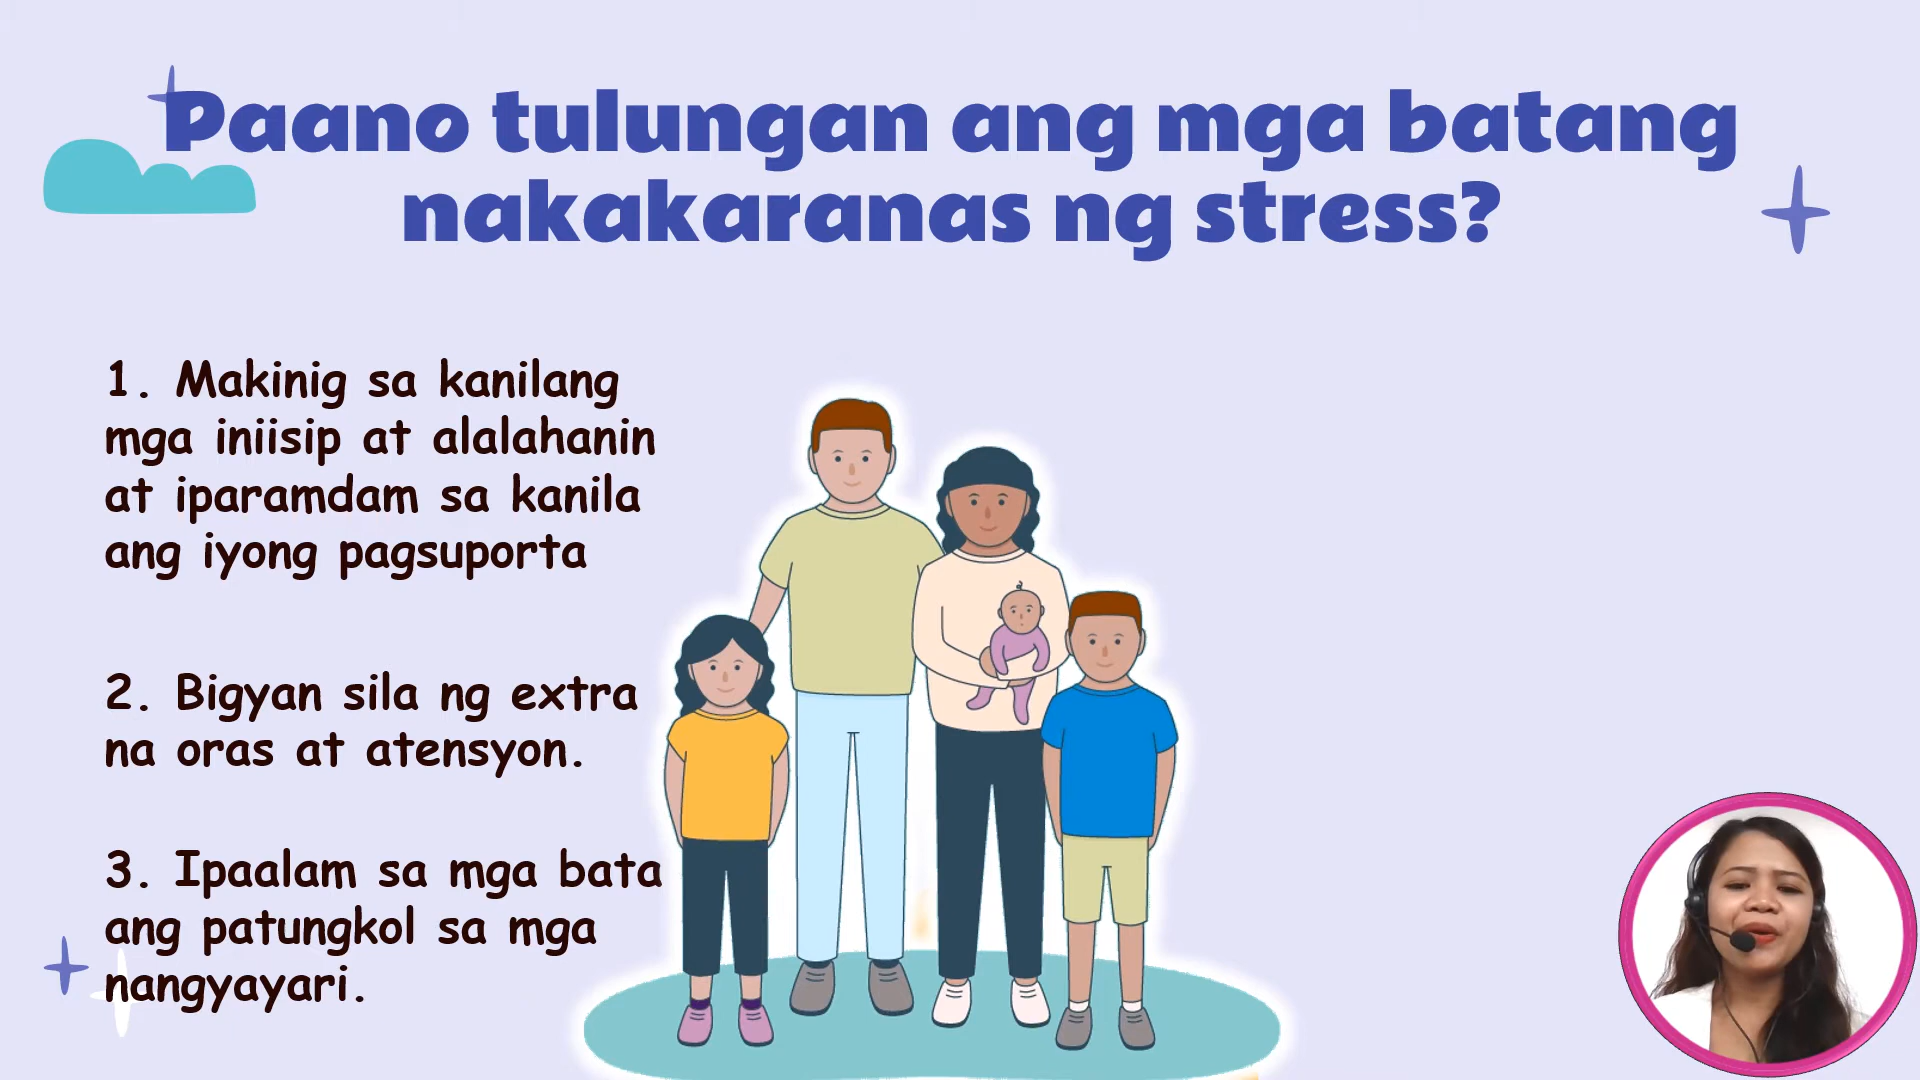 Paano tulungan ang mga batang
nakakaranas ng stress?
1. Makinig sa kanilang
mga iniisip at alalahanin
at iparamdam sa kanila
ang iyong pagsuporta
2. Bigyan sila ng extra
na oras at atensyon.
3. Ipaalam sa mga bata
ang patungkol sa mga
nangyayari.